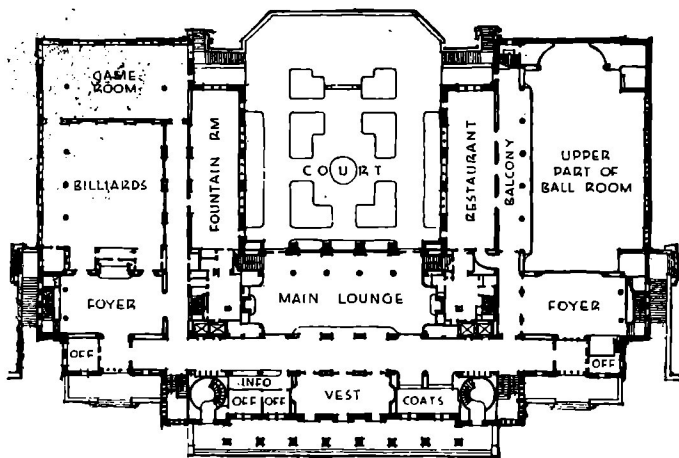 GAME
ROOM
FOUNTAIN RM
COURT
RESTAURANT
BALCONY
UPPER
PART OF
BALL ROOM
BILLIARDS
FOYER
MAIN LOUNGE
FOYER
OFF
OFF
INFO
OFF OFF
VEST
COATS